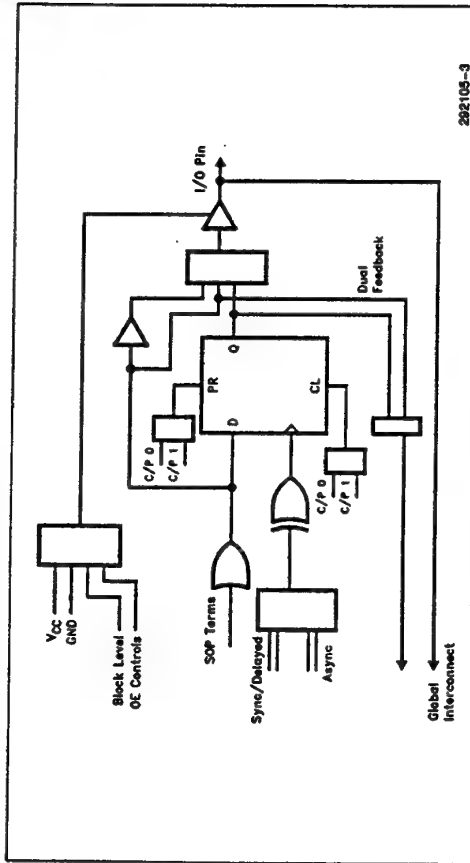 VCC
GND
Block Level
OE Controls
SOP Terms
Sync/Delayed
Async
C/P 0
C/P 1
PR
D
Q
CL
C/P 0
C/P 1
I/O Pin
Dual
Feedback
Global
Interconnect
292105-3